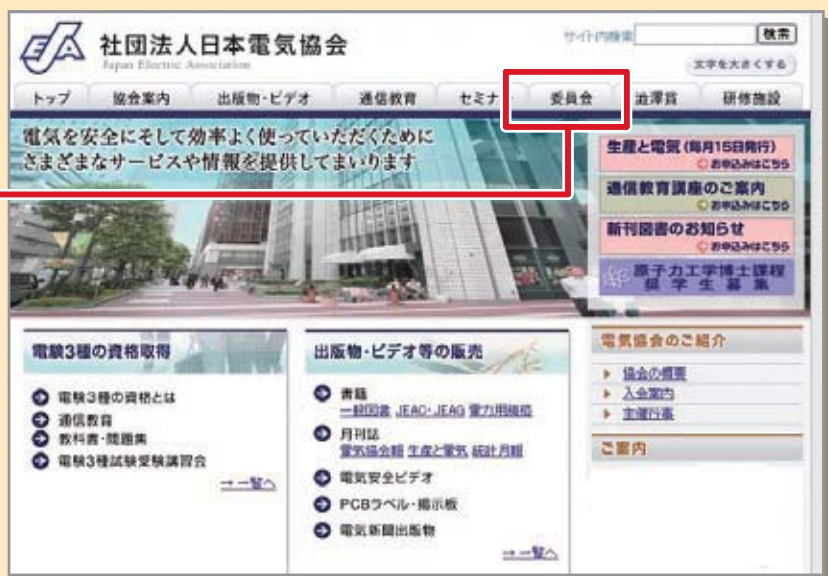 社団法人日本電気協会
Japan Electric Association
サイト内検索
検索
文字を大きくする
トップ
協会案内
出版物・ビデオ
通信教育
セミナー
委員会
澁澤賞
研修施設
電気を安全にそして効率よく使っていただくために
さまざまなサービスや情報を提供してまいります
生産と電気(毎月15日発行)
お申込みはこちら
通信教育講座のご案内
お申込みはこちら
新刊図書のお知らせ
お申込みはこちら
原子力工学博士課程
奨学生募集
電験3種の資格取得
電験3種の資格とは
通信教育
教科書・問題集
電験3種試験受験講習会
→一覧へ
出版物・ビデオ等の販売
書籍
一般図書 JEAC・JEAG 電力用規格
月刊誌
電気協会報 生産と電気 統計月報
電気安全ビデオ
PCBラベル・掲示板
電気新聞出版物
→一覧へ
電気協会のご紹介
協会の概要
入会案内
主催行事
ご案内